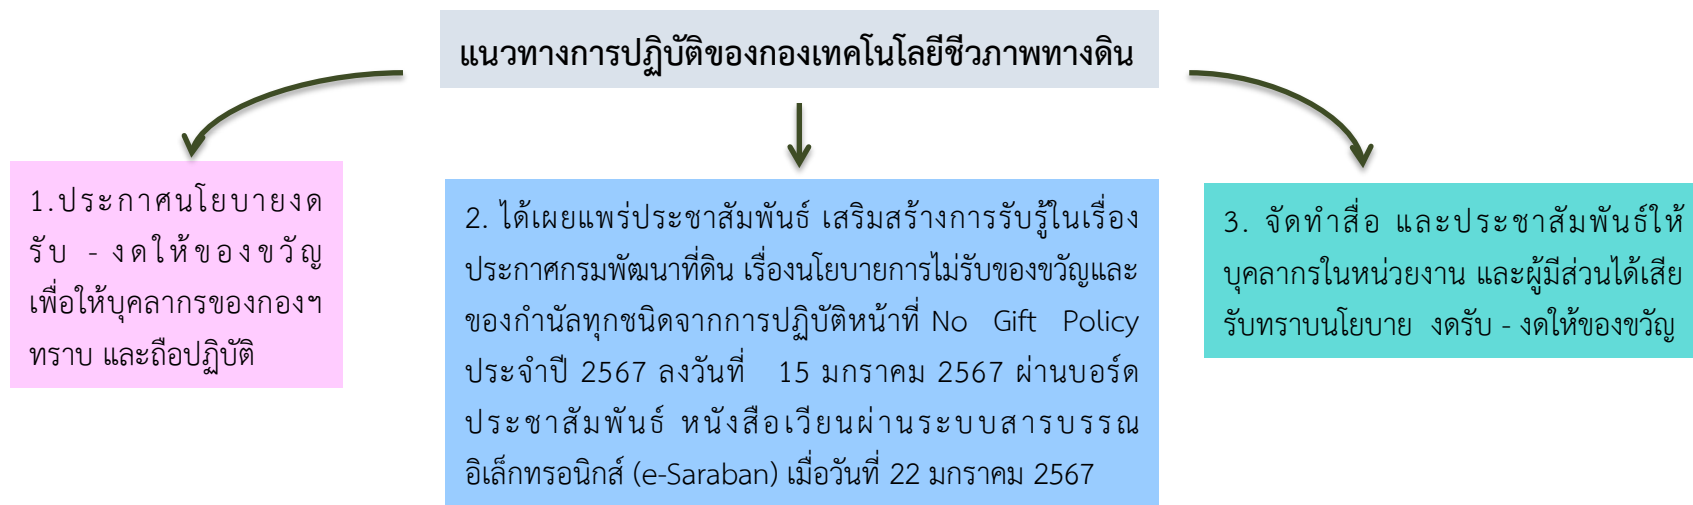 แนวทางการปฏิบัติของกองเทคโนโลยีชีวภาพทางดิน
1.ประกาศนโยบายงด
รับ - งดให้ของขวัญ
เพื่อให้บุคลากรของกองฯ
ทราบ และถือปฏิบัติ
2. ได้เผยแพร่ประชาสัมพันธ์ เสริมสร้างการรับรู้ในเรื่อง
ประกาศกรมพัฒนาที่ดิน เรื่องนโยบายการไม่รับของขวัญและ
ของกำนัลทุกชนิดจากการปฏิบัติหน้าที่ No Gift Policy
ประจำปี 2567 ลงวันที่ 15 มกราคม 2567 ผ่านบอร์ด
ประชาสัมพันธ์ หนังสือเวียนผ่านระบบสารบรรณ
อิเล็กทรอนิกส์ (e-Saraban) เมื่อวันที่ 22 มกราคม 2567
3. จัดทำสื่อ และประชาสัมพันธ์ให้
บุคลากรในหน่วยงาน และผู้มีส่วนได้เสีย
รับทราบนโยบาย งดรับ - งดให้ของขวัญ